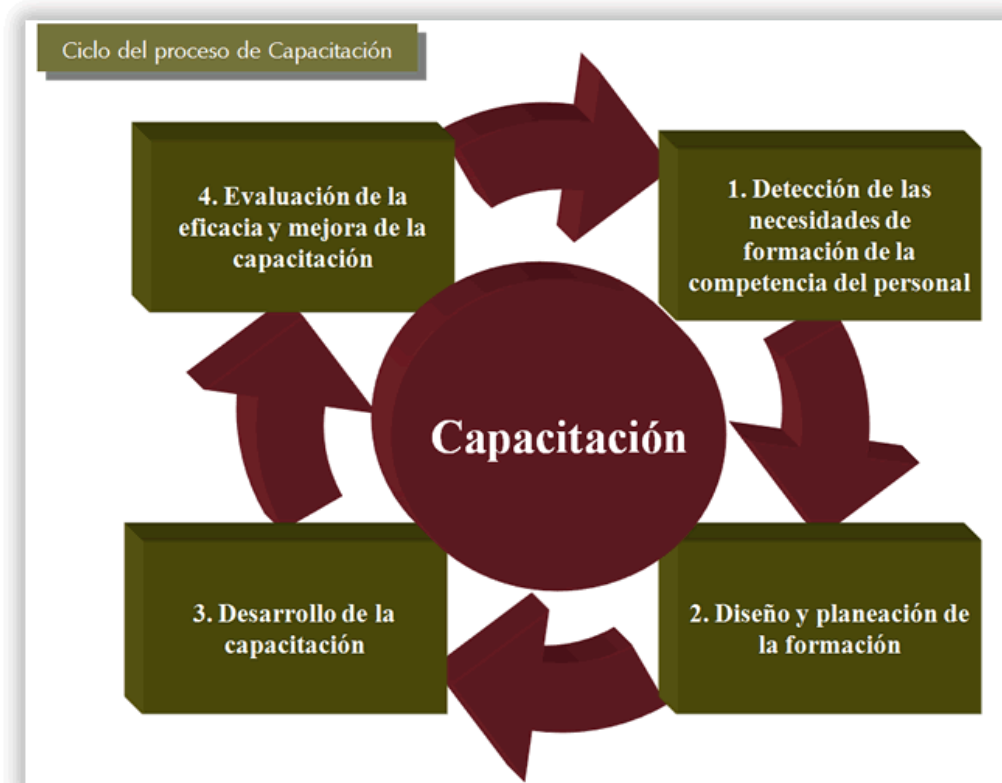 Ciclo del proceso de Capacitación
4. Evaluación de la
eficacia y mejora de la
capacitación
1. Detección de las
necesidades de
formación de la
competencia del personal
Capacitación
3. Desarrollo de la
capacitación
2. Diseño y planeación de
la formación